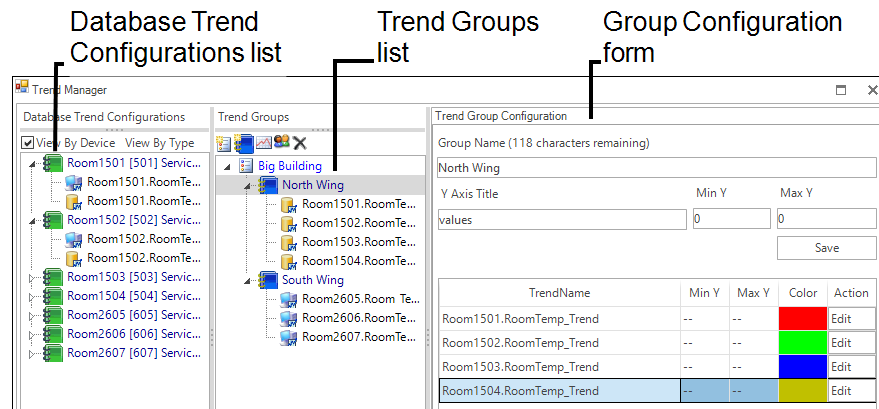 Database Trend
Configurations list
Trend Groups
list
Group Configuration
form
Trend Manager
Database Trend Configurations
View By Device View By Type
Room1501 [501] Servic...
Room1501.RoomTe...
Room1501.RoomTe...
Room1502 [502] Servic...
Room1502.RoomTe...
Room1502.RoomTe...
Room1503 [503] Servic...
Room1504 [504] Servic...
Room2605 [605] Servic...
Room2606 [606] Servic...
Room2607 [607] Servic...
Trend Groups
Big Building
North Wing
Room1501.RoomTe...
Room1502.RoomTe...
Room1503.RoomTe...
Room1504.RoomTe...
South Wing
Room2605.Room Te...
Room2606.RoomTe...
Room2607.RoomTe...
Trend Group Configuration
Group Name (118 characters remaining)
North Wing
Y Axis Title Min Y Max Y
values 0 0
Save
TrendName Min Y Max Y Color Action
Room1501.RoomTemp_Trend -- -- Edit
Room1502.RoomTemp_Trend -- -- Edit
Room1503.RoomTemp_Trend -- -- Edit
Room1504.RoomTemp_Trend -- -- Edit